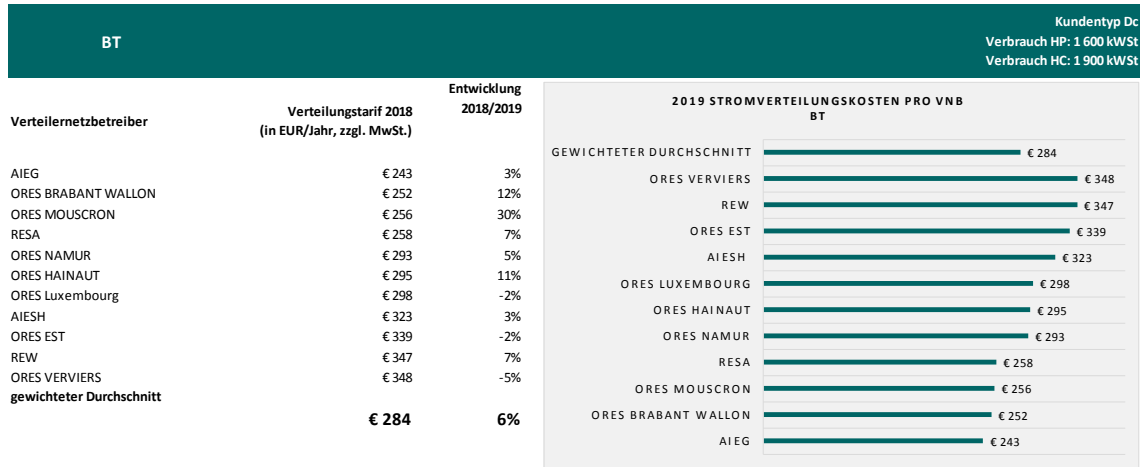 BT
Kundentyp Dc
Verbrauch HP: 1 600 kWSt
Verbrauch HC: 1 900 kWSt
Verteilernetzbetreiber
Verteilungstarif 2018
(in EUR/Jahr, zzgl. MwSt.)
Entwicklung
2018/2019
AIEG € 243 3%
ORES BRABANT WALLON € 252 12%
ORES MOUSCRON € 256 30%
RESA € 258 7%
ORES NAMUR € 293 5%
ORES HAINAUT € 295 11%
ORES Luxembourg € 298 -2%
AIESH € 323 3%
ORES EST € 339 -2%
REW € 347 7%
ORES VERVIERS € 348 -5%
gewichteter Durchschnitt
€ 284 6%
2019 STROMVERTEILUNGSKOSTEN PRO VNB
BT
GEWICHTETER DURCHSCHNITT € 284
ORES VERVIERS € 348
REW € 347
ORES EST € 339
AIESH € 323
ORES LUXEMBOURG € 298
ORES HAINAUT € 295
ORES NAMUR € 293
RESA € 258
ORES MOUSCRON € 256
ORES BRABANT WALLON € 252
AIEG € 243